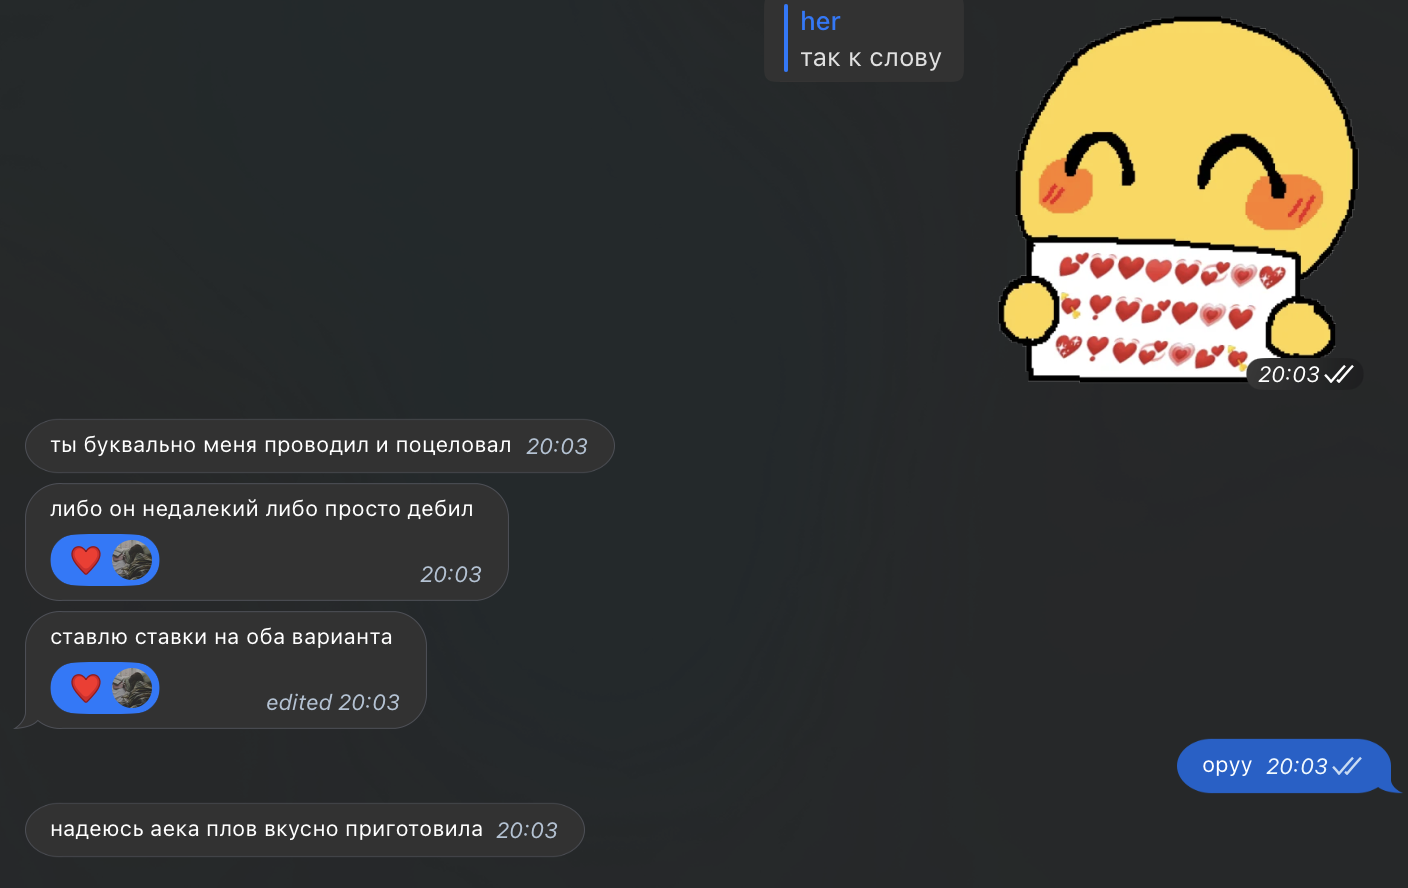 her
так к слову
20:03
ты буквально меня проводил и поцеловал 20:03
либо он недалекий либо просто дебил
20:03
ставлю ставки на оба варианта
edited 20:03
оруу 20:03
надеюсь аека плов вкусно приготовила 20:03